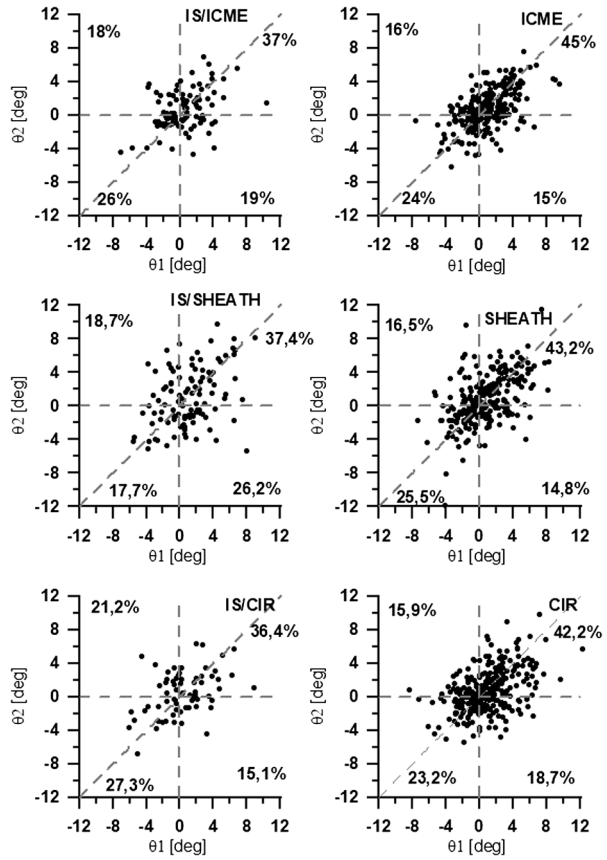 IS/ICME
12
8
4
0
-4
-8
-12
θ2 [deg]
18%
37%
26%
19%
-12 -8 -4 0 4 8 12
θ1 [deg]
ICME
12
8
4
0
-4
-8
-12
θ2 [deg]
16%
45%
24%
15%
-12 -8 -4 0 4 8 12
θ1 [deg]
IS/SHEATH
12
8
4
0
-4
-8
-12
θ2 [deg]
18,7%
37,4%
17,7%
26,2%
-12 -8 -4 0 4 8 12
θ1 [deg]
SHEATH
12
8
4
0
-4
-8
-12
θ2 [deg]
16,5%
43,2%
25,5%
14,8%
-12 -8 -4 0 4 8 12
θ1 [deg]
IS/CIR
12
8
4
0
-4
-8
-12
θ2 [deg]
21,2%
36,4%
27,3%
15,1%
-12 -8 -4 0 4 8 12
θ1 [deg]
CIR
12
8
4
0
-4
-8
-12
θ2 [deg]
15,9%
42,2%
23,2%
18,7%
-12 -8 -4 0 4 8 12
θ1 [deg]